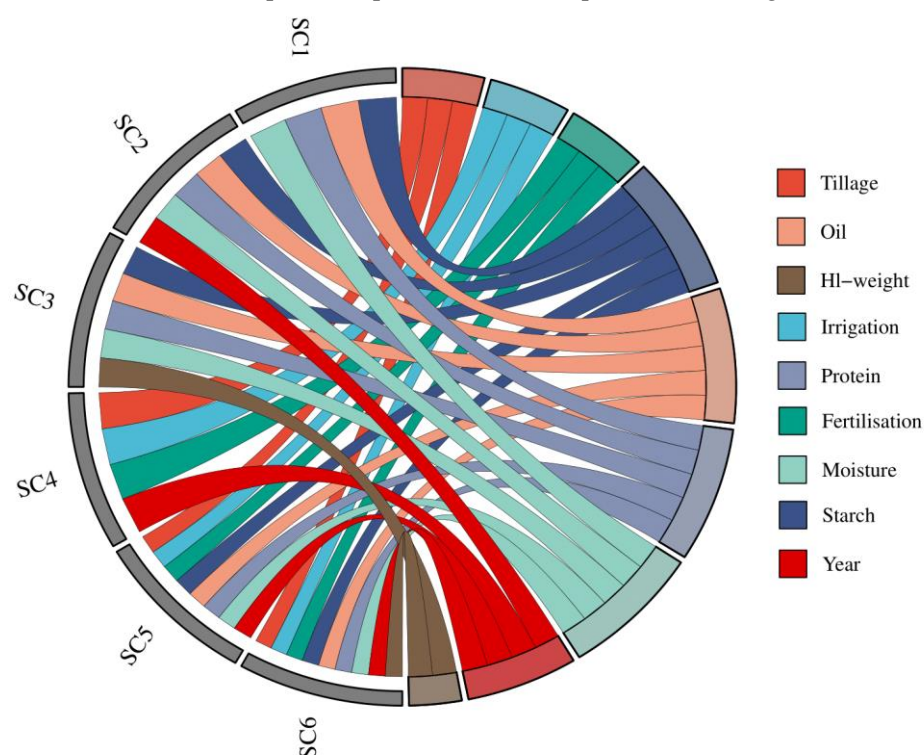 SC1
SC2
SC3
SC4
SC5
SC6
Tillage
Oil
Hl−weight
Irrigation
Protein
Fertilisation
Moisture
Starch
Year